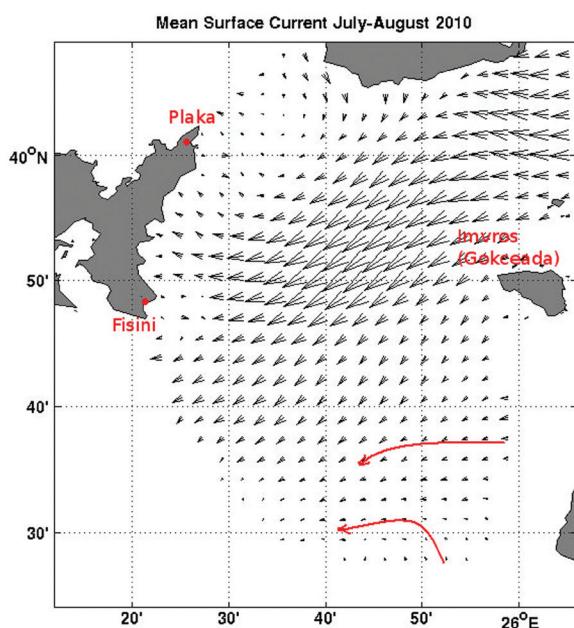 Mean Surface Current July-August 2010
Plaka
40°N
Imvros
(Gokceada)
50'
Fisini
40'
30'
20'
30'
40'
50'
26°E